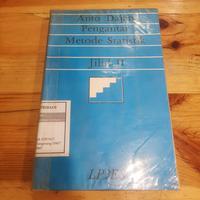 Anto Dajan
Pengantar
Metode Statistik
Jilid II
LP3ES